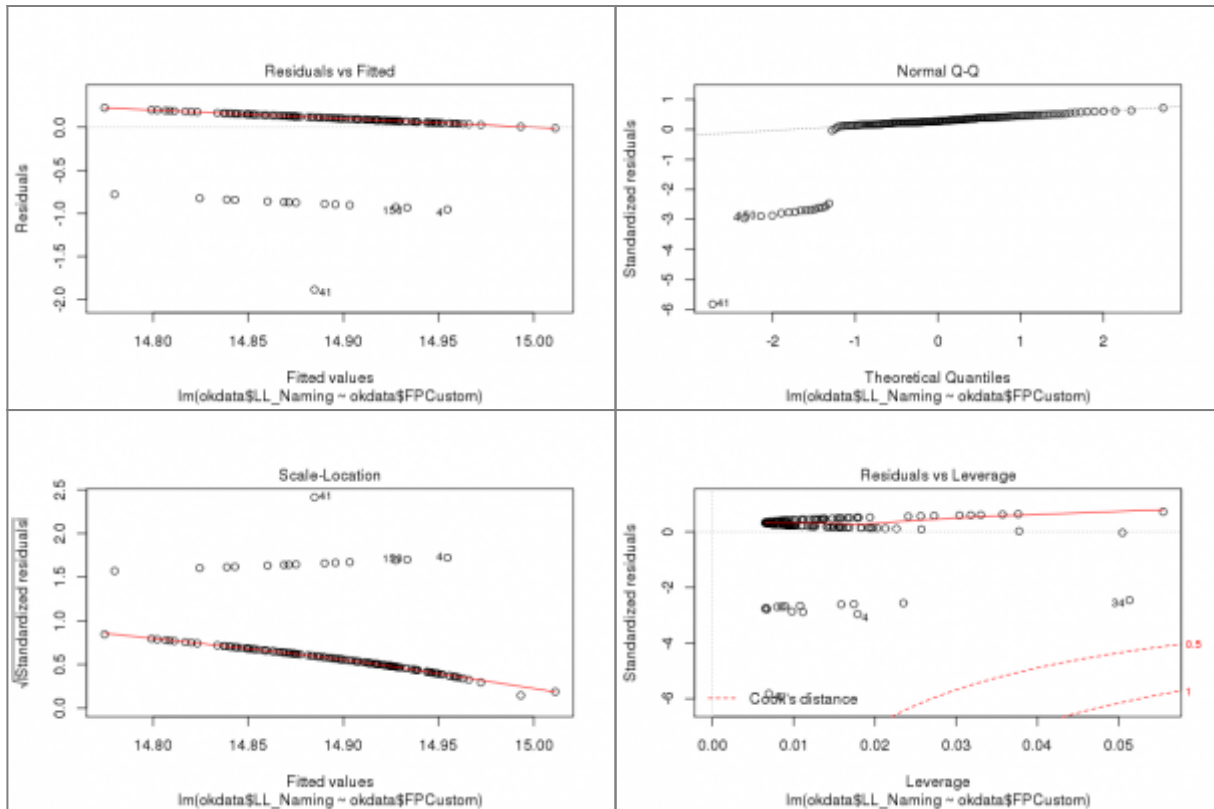 Residuals vs Fitted
Residuals
0.0
-0.5
-1.0
-1.5
-2.0
4
41
14.80 14.85 14.90 14.95 15.00
Fitted values
lm(okdata$LL_Naming ~ okdata$FPCustom)
Normal Q-Q
Standardized residuals
1
0
-1
-2
-3
-4
-5
-6
41
-2 -1 0 1 2
Theoretical Quantiles
lm(okdata$LL_Naming ~ okdata$FPCustom)
Scale-Location
√|Standardized residuals|
2.5
2.0
1.5
1.0
0.5
0.0
41
4
14.80 14.85 14.90 14.95 15.00
Fitted values
lm(okdata$LL_Naming ~ okdata$FPCustom)
Residuals vs Leverage
Standardized residuals
0
-2
-4
-6
4
34
0.5
1
Cook's distance
0.00 0.01 0.02 0.03 0.04 0.05
Leverage
lm(okdata$LL_Naming ~ okdata$FPCustom)